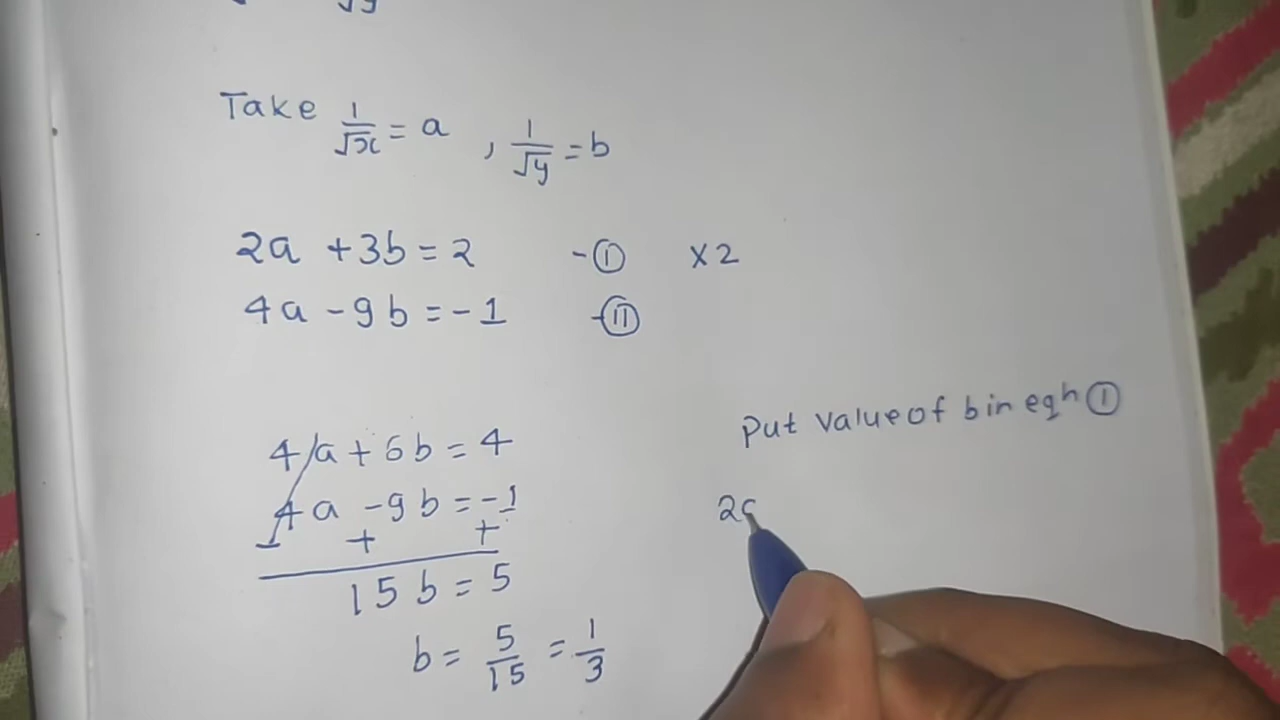 √y
Take 1/√x = a , 1/√y = b
2a + 3b = 2 - ① × 2
4a - 9b = - 1 - ⑪
4a + 6b = 4
4a - 9b = - 1
- + +
15b = 5
b = 5/15 = 1/3
Put value of b in eqn ①
2a